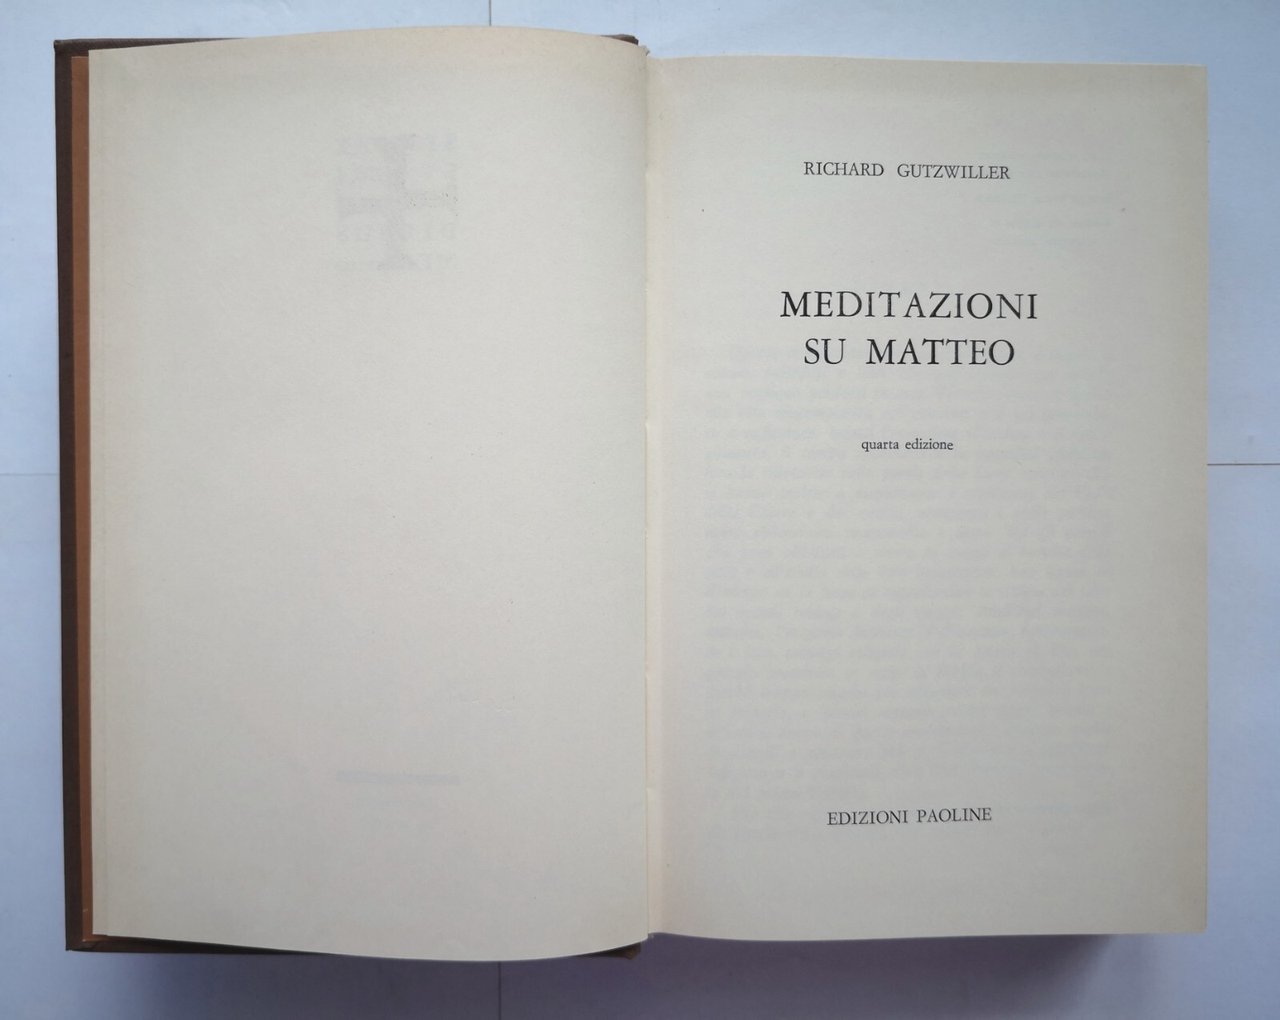 RICHARD GUTZWILLER
MEDITAZIONI
SU MATTEO
quarta edizione
EDIZIONI PAOLINE